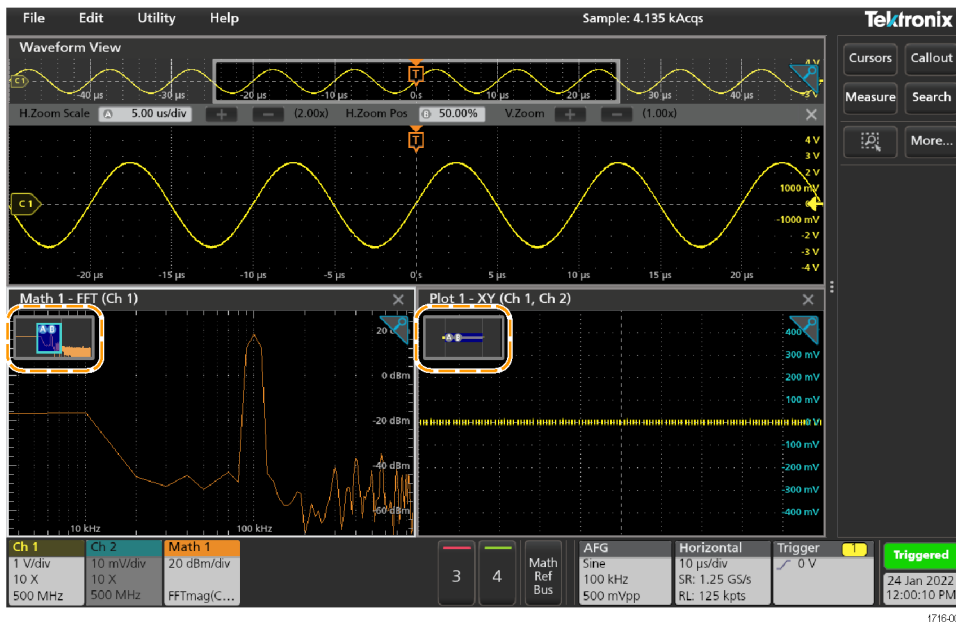 File Edit Utility Help Sample: 4.135 kAcqs Tektronix
Waveform View
Cursors Callout
Measure Search
More...
C1
T
-40 µs -30 µs -20 µs -10 µs 10 µs 20 µs 30 µs 40 µs
H.Zoom Scale A 5.00 us/div + − (2.00x) H.Zoom Pos B 50.00% V.Zoom + − (1.00x)
T
4 V
3 V
2 V
1000 mV
C 1
-1000 mV
-2 V
-3 V
-4 V
-20 µs -15 µs -10 µs -5 µs 0 s 5 µs 10 µs 15 µs 20 µs
Math 1 - FFT (Ch 1)
A B
0 dBm
-20 dBm
-40 dBm
-60 dBm
10 kHz 100 kHz
Plot 1 - XY (Ch 1, Ch 2)
A B
400
300 mV
200 mV
100 mV
-100 mV
-200 mV
-300 mV
-400 mV
Ch 1
1 V/div
10 X
500 MHz
Ch 2
10 mV/div
10 X
500 MHz
Math 1
20 dBm/div
FFTmag(C...
3
4
Math
Ref
Bus
AFG
Sine
100 kHz
500 mVpp
Horizontal
10 µs/div
SR: 1.25 GS/s
RL: 125 kpts
Trigger 1
0 V
Triggered
24 Jan 2022
12:00:10 PM